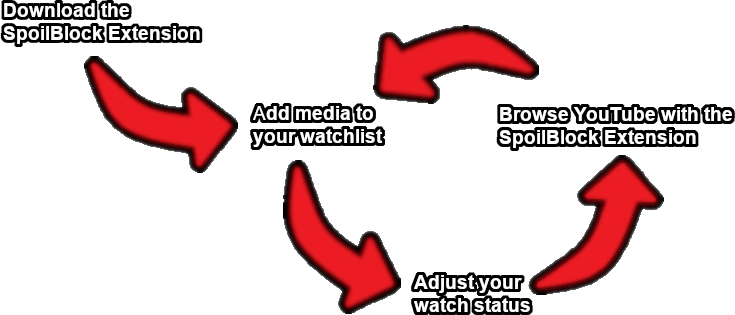 Download the
SpoilBlock Extension
Add media to
your watchlist
Browse YouTube with the
SpoilBlock Extension
Adjust your
watch status